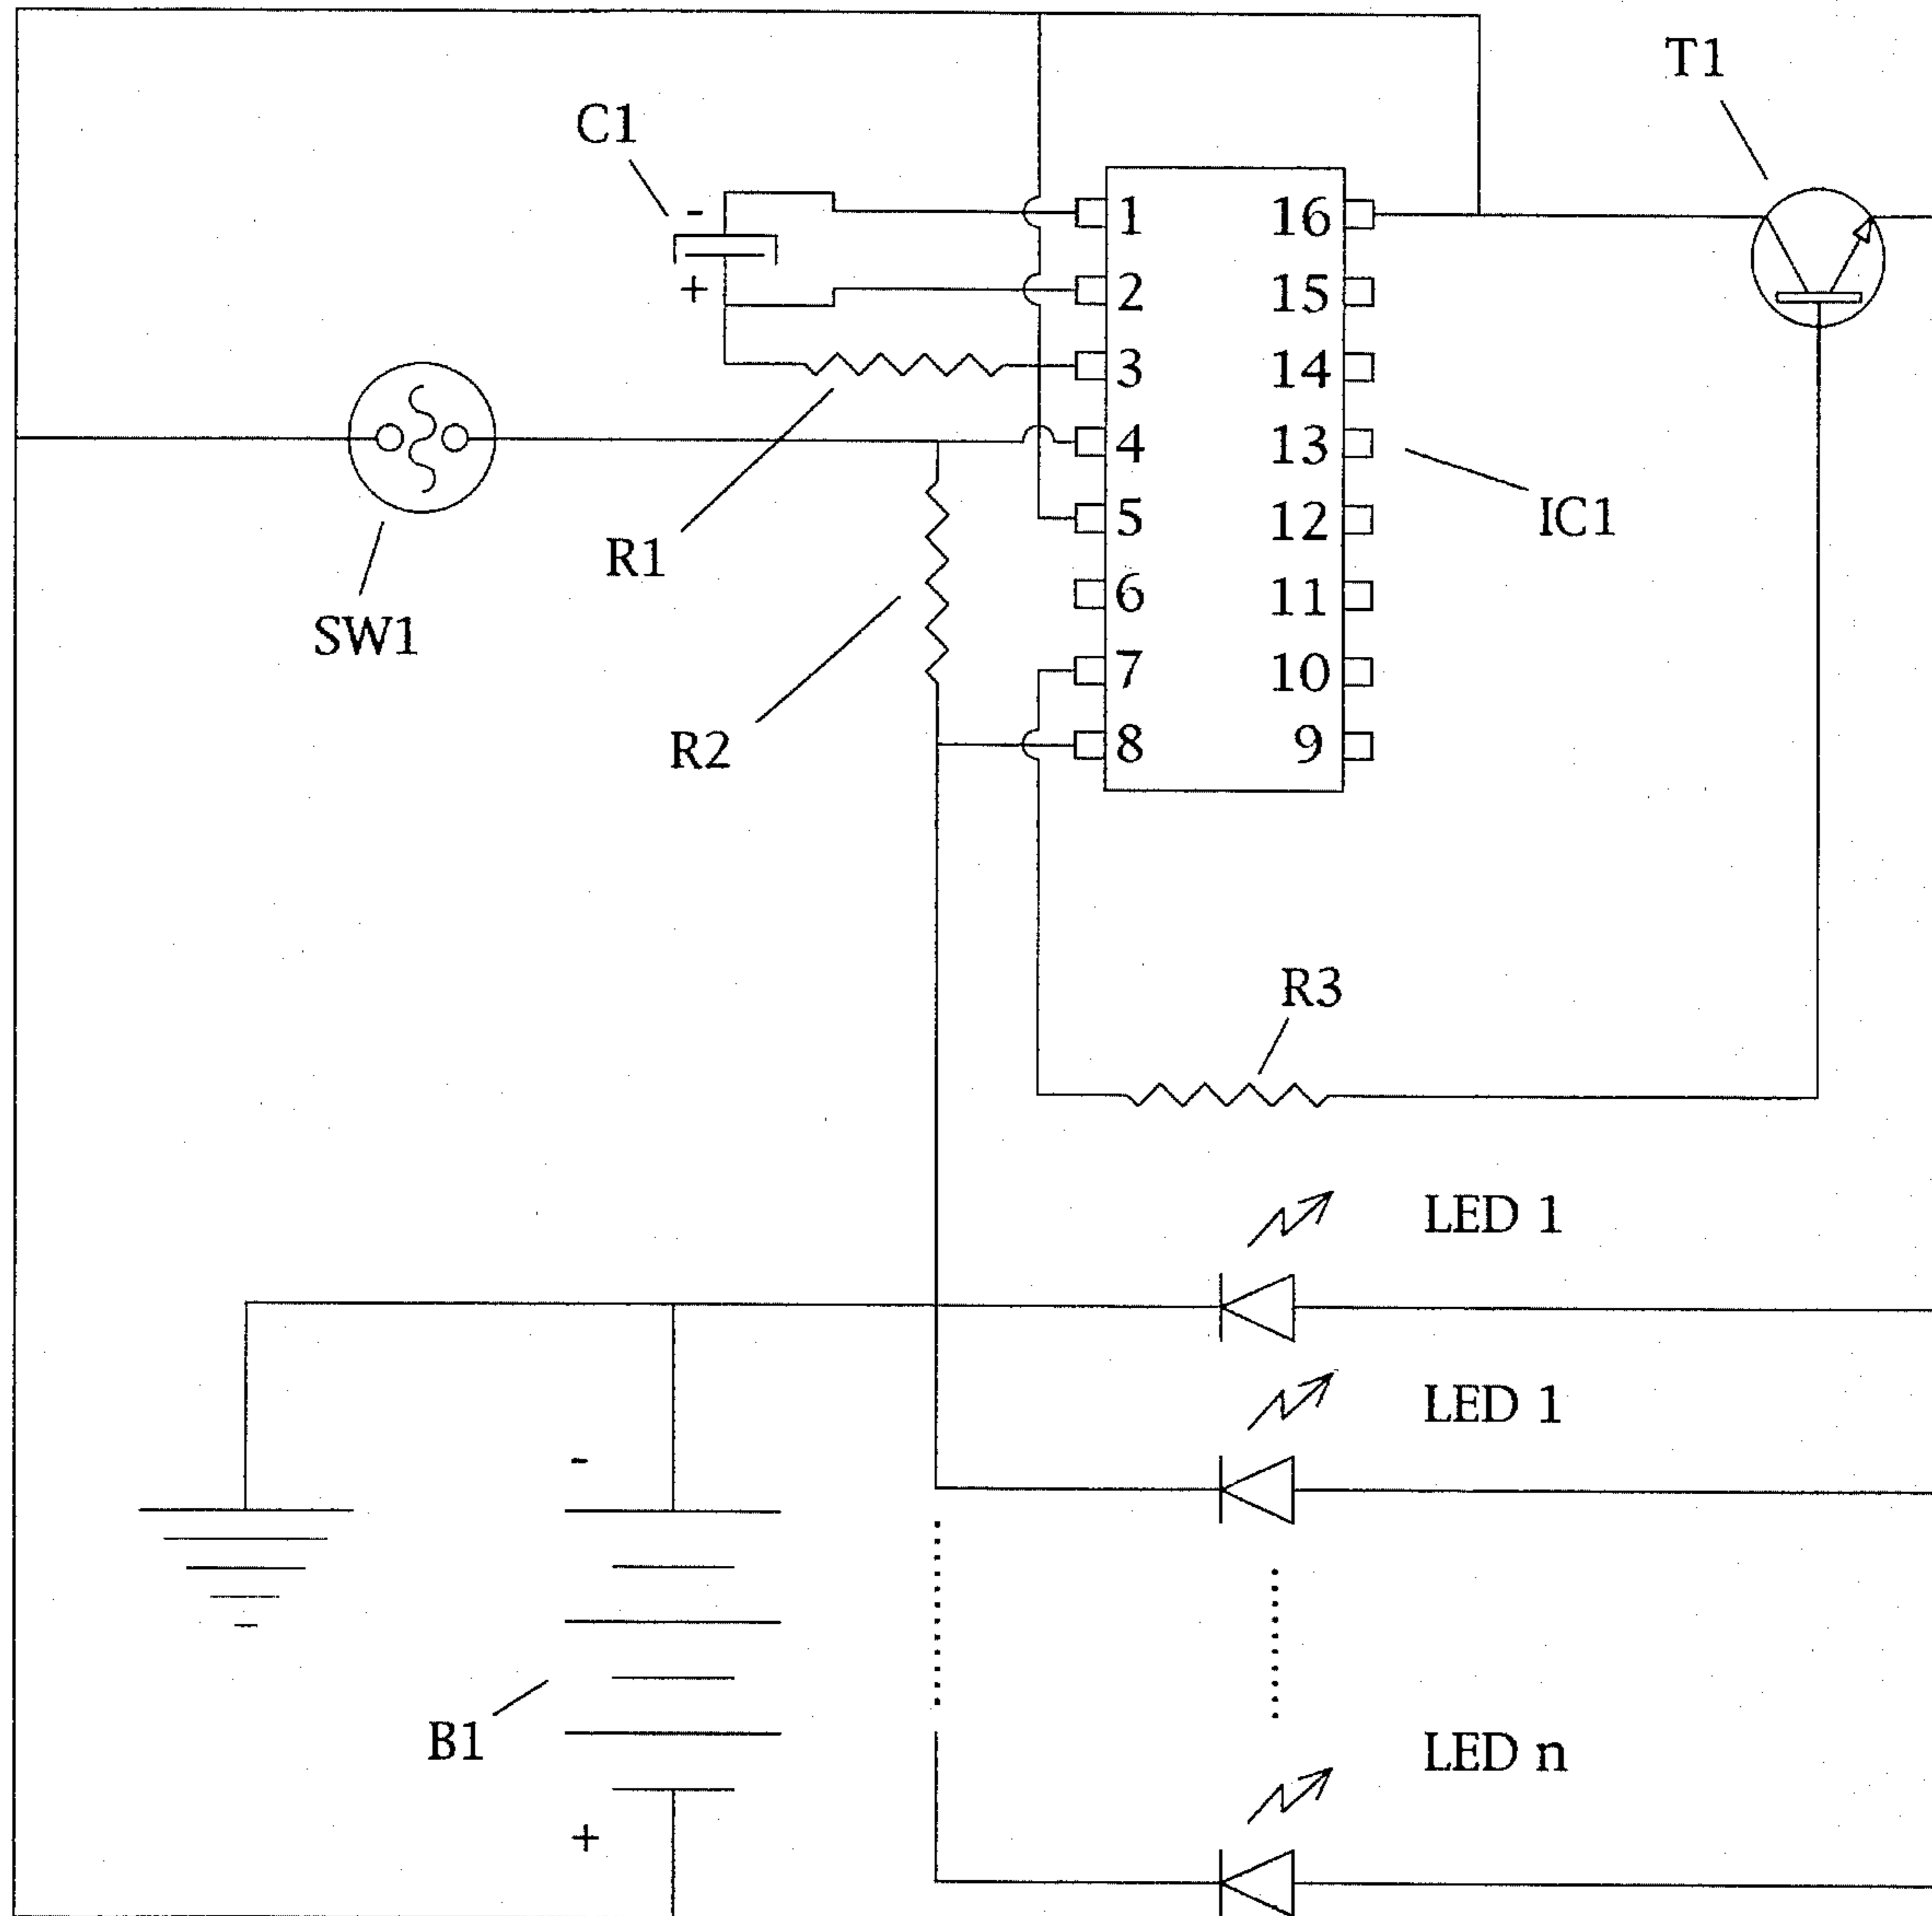 T1
C1
-
+
1 16
2 15
3 14
4 13
5 12
6 11
7 10
8 9
IC1
R1
SW1
R2
R3
LED 1
LED 1
-
B1
LED n
+